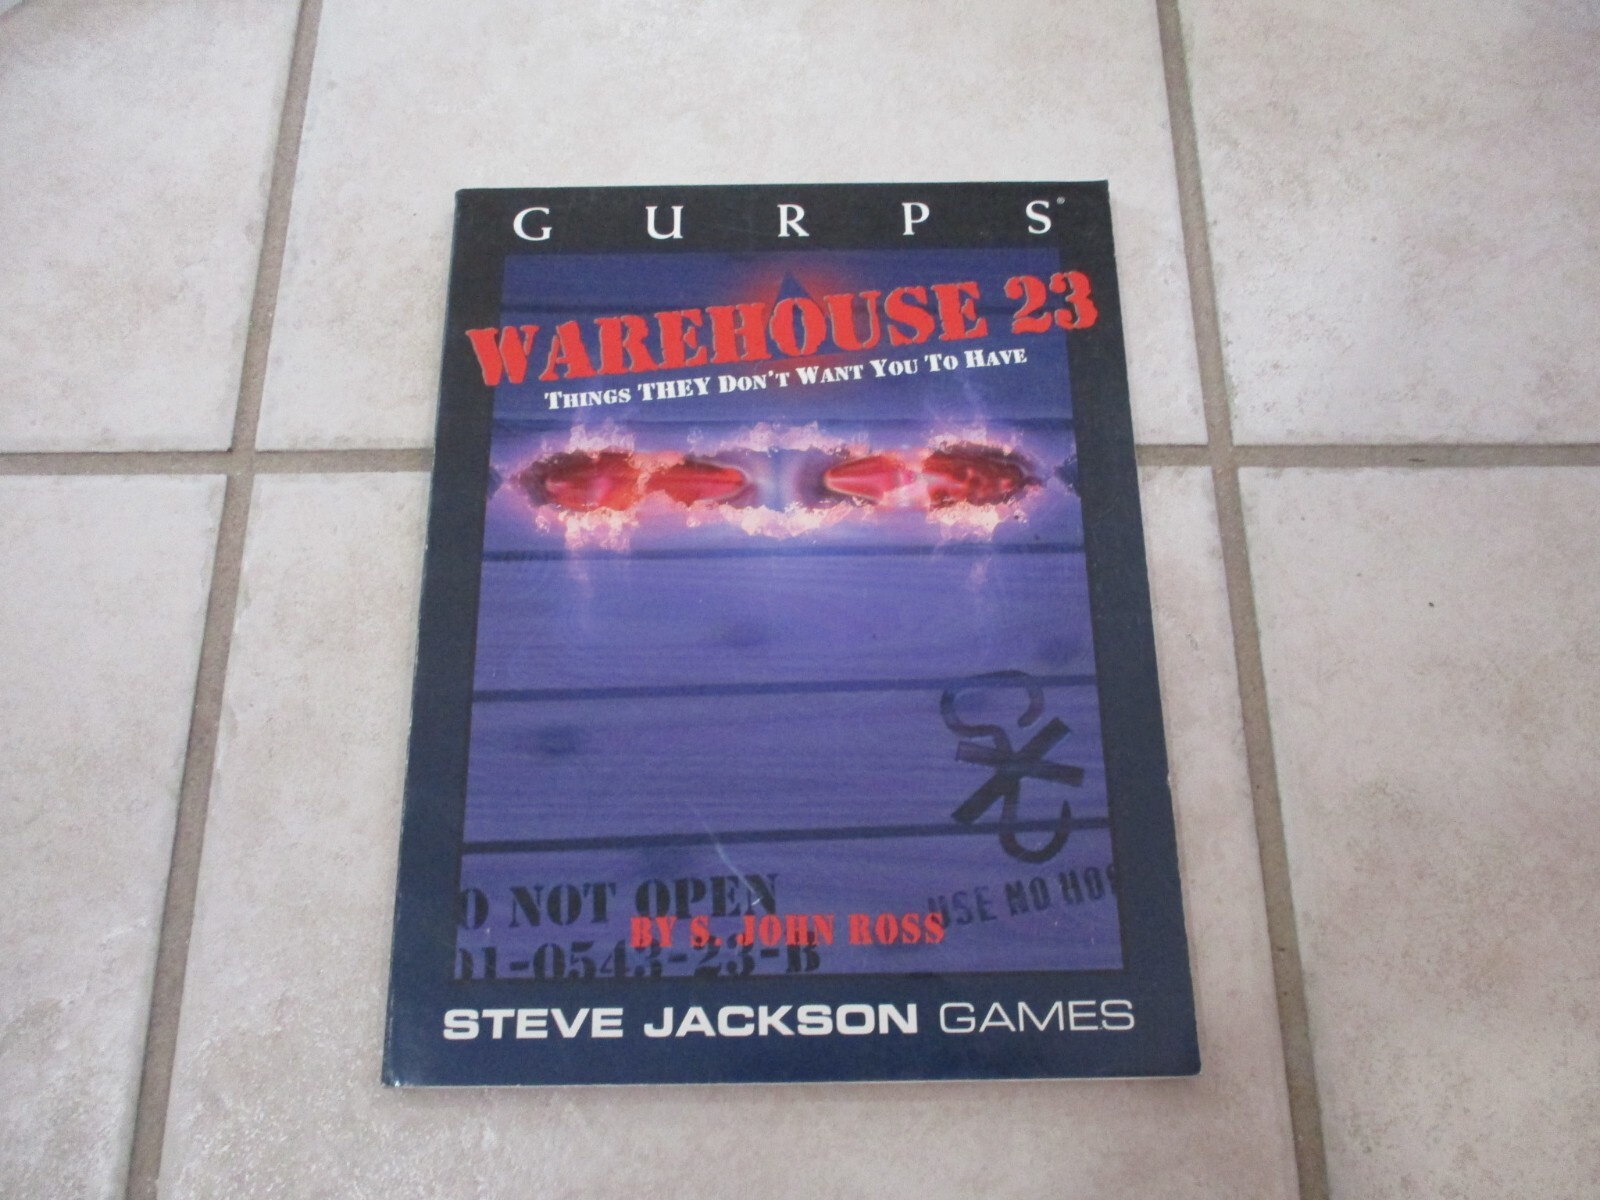 GURPS®
WAREHOUSE 23
THINGS THEY DON'T WANT YOU TO HAVE
O NOT OPEN
USE NO HO
BY S. JOHN ROSS
01-0543-23-B
STEVE JACKSON GAMES